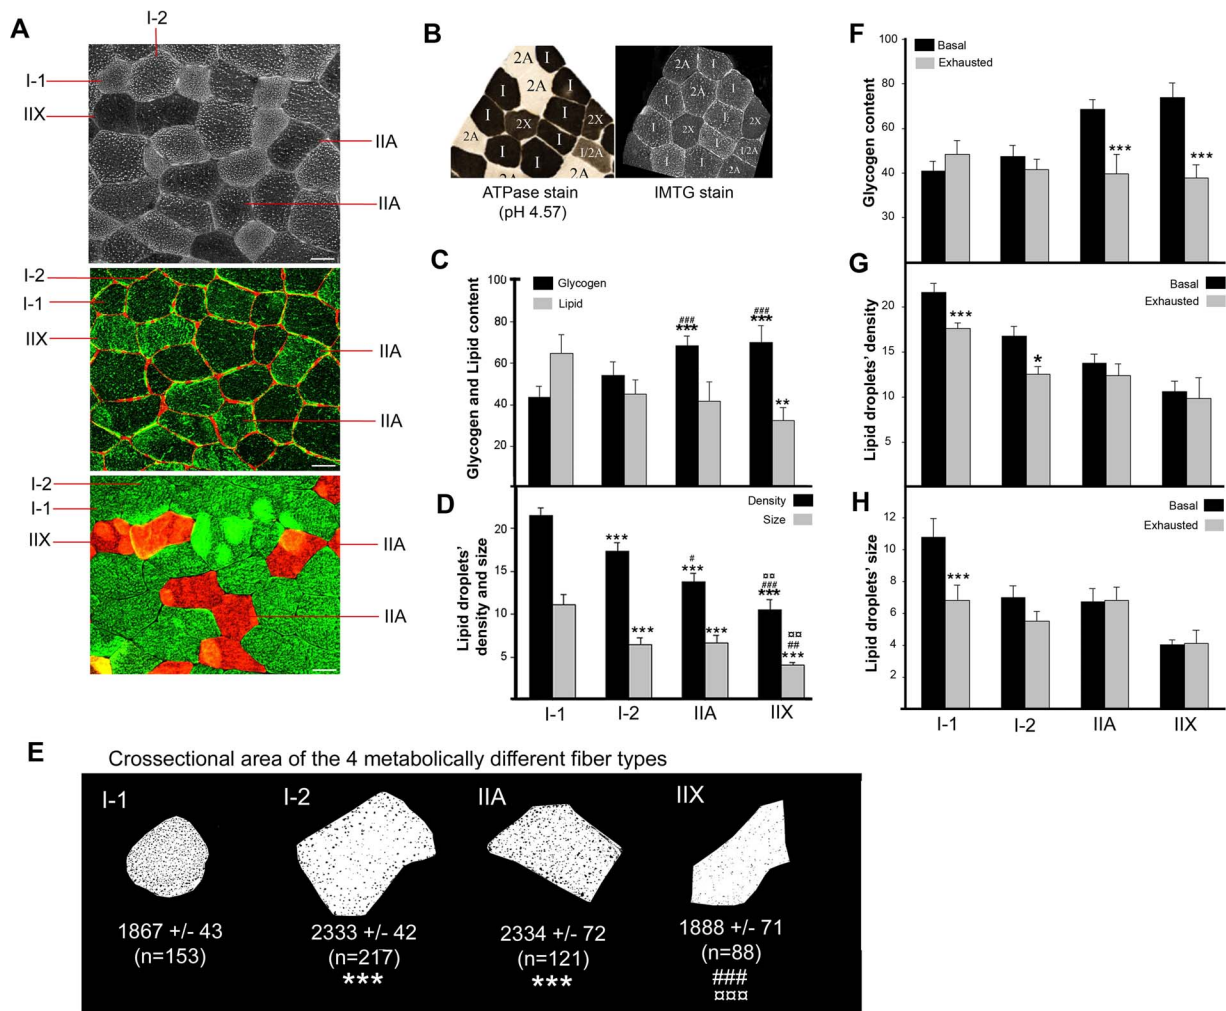 A
I-2
I-1
IIX
IIA
IIA
I-2
I-1
IIX
IIA
IIA
I-2
I-1
IIX
IIA
IIA
B
2A
I
2A
I
I
I
2X
I
2X
2A
I
I
I/2A
I
I
2A
2A
I
I
2A
I
I
I
I
2X
I
2X
I
I
I/2A
I
I
2A
ATPase stain
(pH 4.57)
IMTG stain
C
Glycogen and Lipid content
100
80
60
40
20
Glycogen
Lipid
###
***
###
***
**
D
Lipid droplets'
density and size
20
15
10
5
Density
Size
***
***
#
***
***
¤¤
###
***
¤¤
##
***
I-1
I-2
IIA
IIX
E
Crossectional area of the 4 metabolically different fiber types
I-1
I-2
IIA
IIX
1867 +/- 43
2333 +/- 42
2334 +/- 72
1888 +/- 71
(n=153)
(n=217)
(n=121)
(n=88)
***
***
###
¤¤¤
F
Glycogen content
100
80
60
40
30
Basal
Exhausted
***
***
G
Lipid droplets' density
20
15
10
5
Basal
Exhausted
***
*
H
Lipid droplets' size
12
10
8
6
4
2
Basal
Exhausted
***
I-1
I-2
IIA
IIX